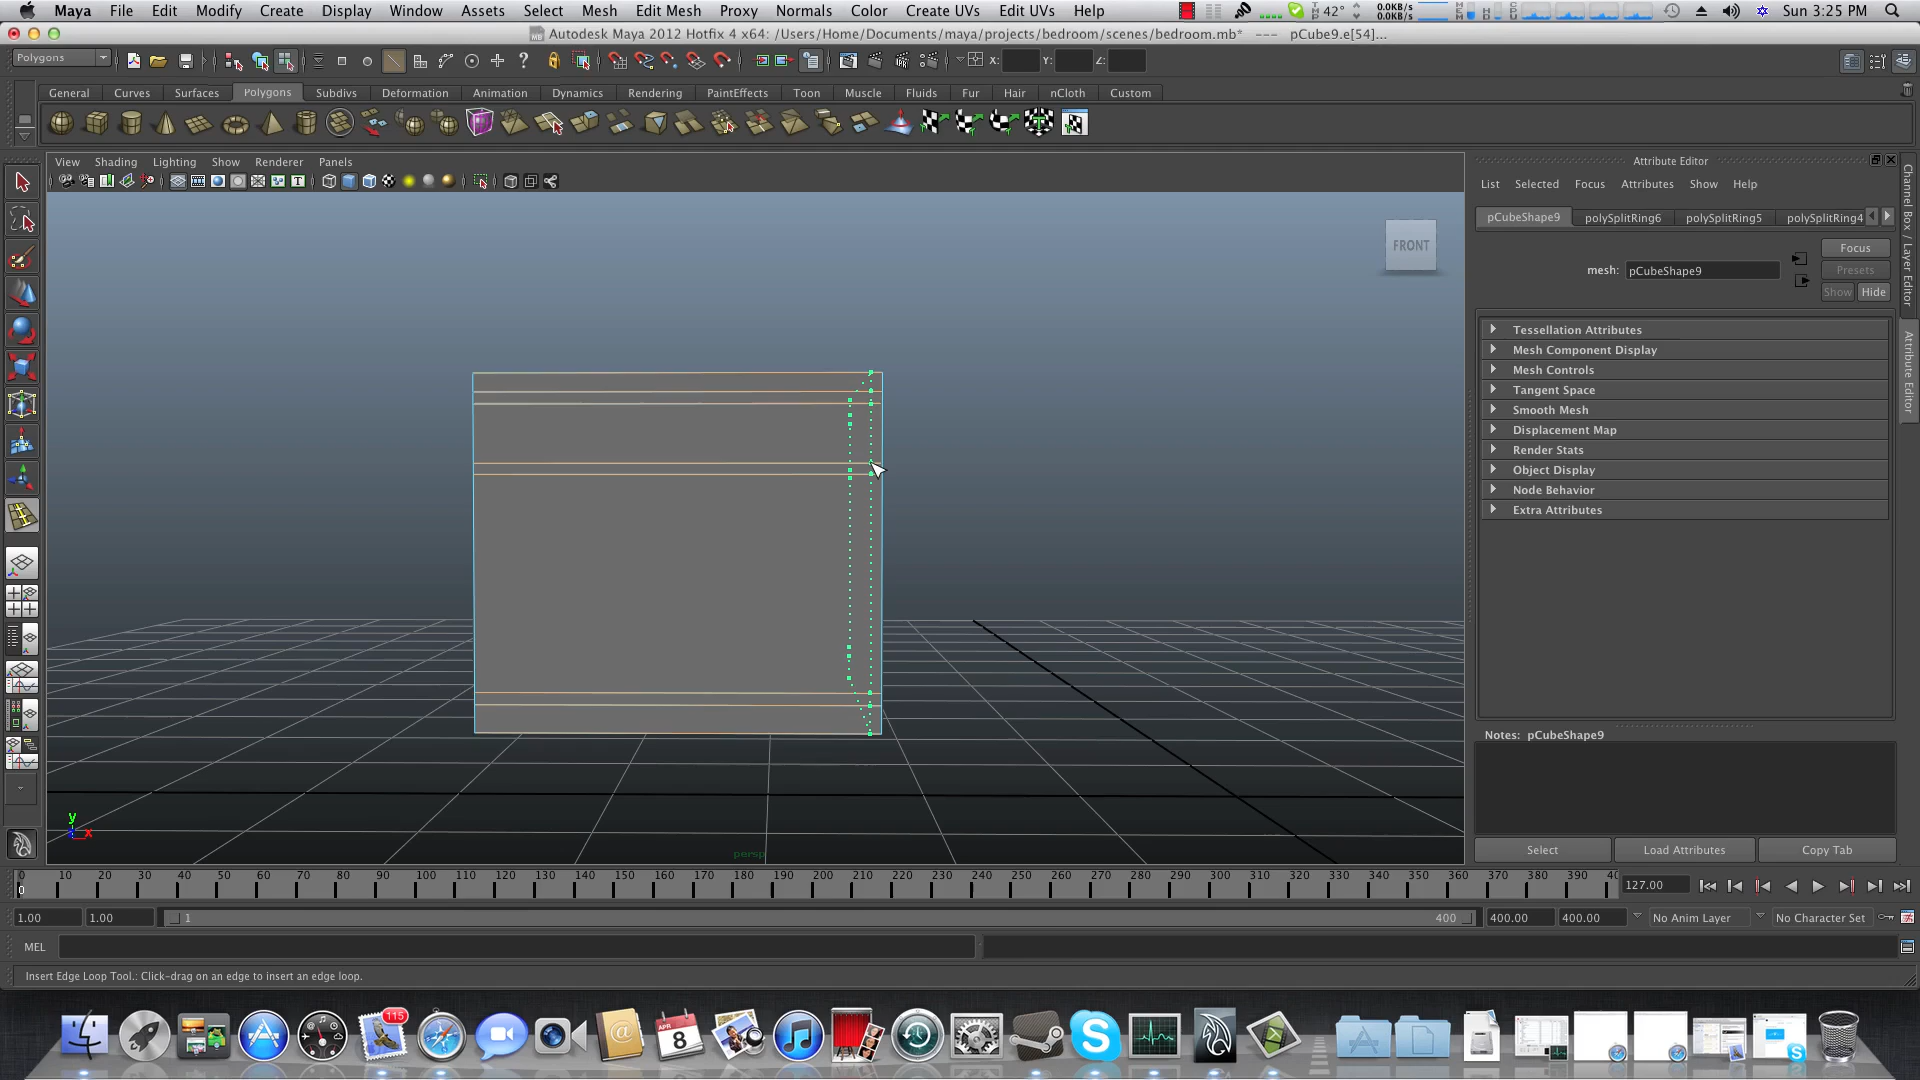 Maya File Edit Modify Create Display Window Assets Select Mesh Edit Mesh Proxy Normals Color Create UVs Edit UVs Help 42° 0.0KB/s 0.0KB/s Sun 3:25 PM
Autodesk Maya 2012 Hotfix 4 x64: /Users/Home/Documents/maya/projects/bedroom/scenes/bedroom.mb* --- pCube9.e[54]...
Polygons X: Y: Z:
General Curves Surfaces Polygons Subdivs Deformation Animation Dynamics Rendering PaintEffects Toon Muscle Fluids Fur Hair nCloth Custom
View Shading Lighting Show Renderer Panels
Attribute Editor
List Selected Focus Attributes Show Help
pCubeShape9 polySplitRing6 polySplitRing5 polySplitRing4
Focus
mesh: pCubeShape9
Presets
Show Hide
FRONT
Tessellation Attributes
Mesh Component Display
Mesh Controls
Tangent Space
Smooth Mesh
Displacement Map
Render Stats
Object Display
Node Behavior
Extra Attributes
Channel Box / Layer Editor
Attribute Editor
Notes: pCubeShape9
Select Load Attributes Copy Tab
y
x
persp
0 10 20 30 40 50 60 70 80 90 100 110 120 130 140 150 160 170 180 190 200 210 220 230 240 250 260 270 280 290 300 310 320 330 340 350 360 370 380 390 40
0
127.00
1.00 1.00 1 400 400.00 400.00 No Anim Layer No Character Set
MEL
Insert Edge Loop Tool.: Click-drag on an edge to insert an edge loop.
115
APR
8